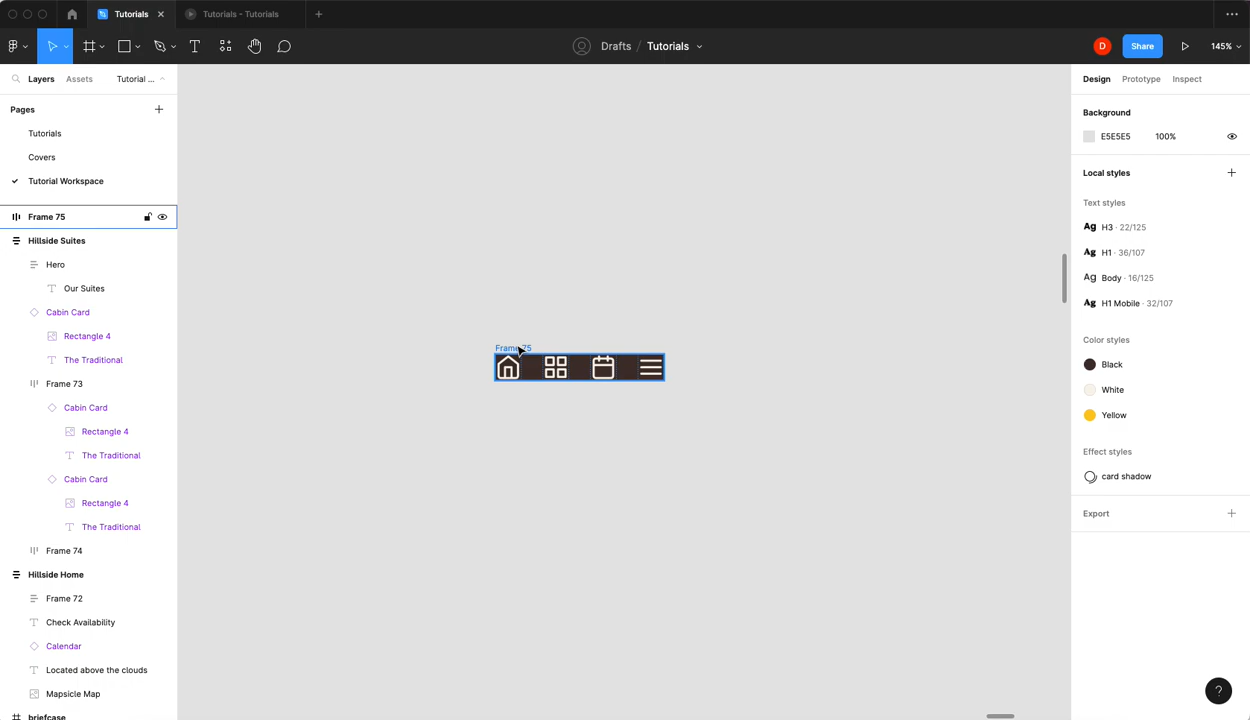 Tutorials
Tutorials - Tutorials
Drafts / Tutorials
D
Share
145%
Layers
Assets
Tutorial ...
Pages
Tutorials
Covers
Tutorial Workspace
Frame 75
Hillside Suites
Hero
Our Suites
Cabin Card
Rectangle 4
The Traditional
Frame 73
Cabin Card
Rectangle 4
The Traditional
Cabin Card
Rectangle 4
The Traditional
Frame 74
Hillside Home
Frame 72
Check Availability
Calendar
Located above the clouds
Mapsicle Map
briefcase
Frame 75
Design
Prototype
Inspect
Background
E5E5E5
100%
Local styles
Text styles
Ag H3 · 22/125
Ag H1 · 36/107
Ag Body · 16/125
Ag H1 Mobile · 32/107
Color styles
Black
White
Yellow
Effect styles
card shadow
Export
?